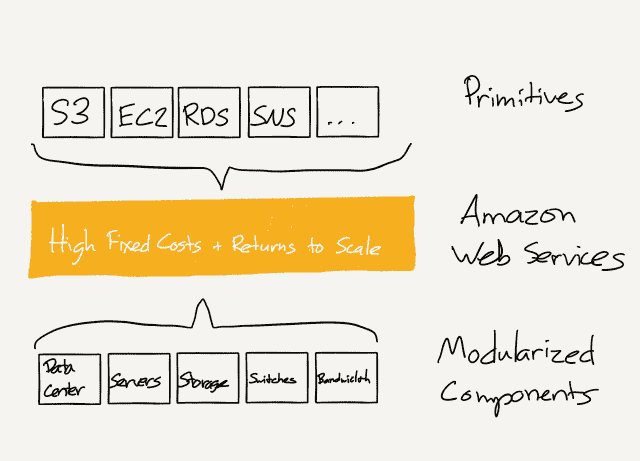 S3 EC2 RDS SNS ... Primitives
High Fixed Costs + Returns to Scale
Amazon
Web Services
Data
Center Servers Storage Switches Bandwidth
Modularized
Components